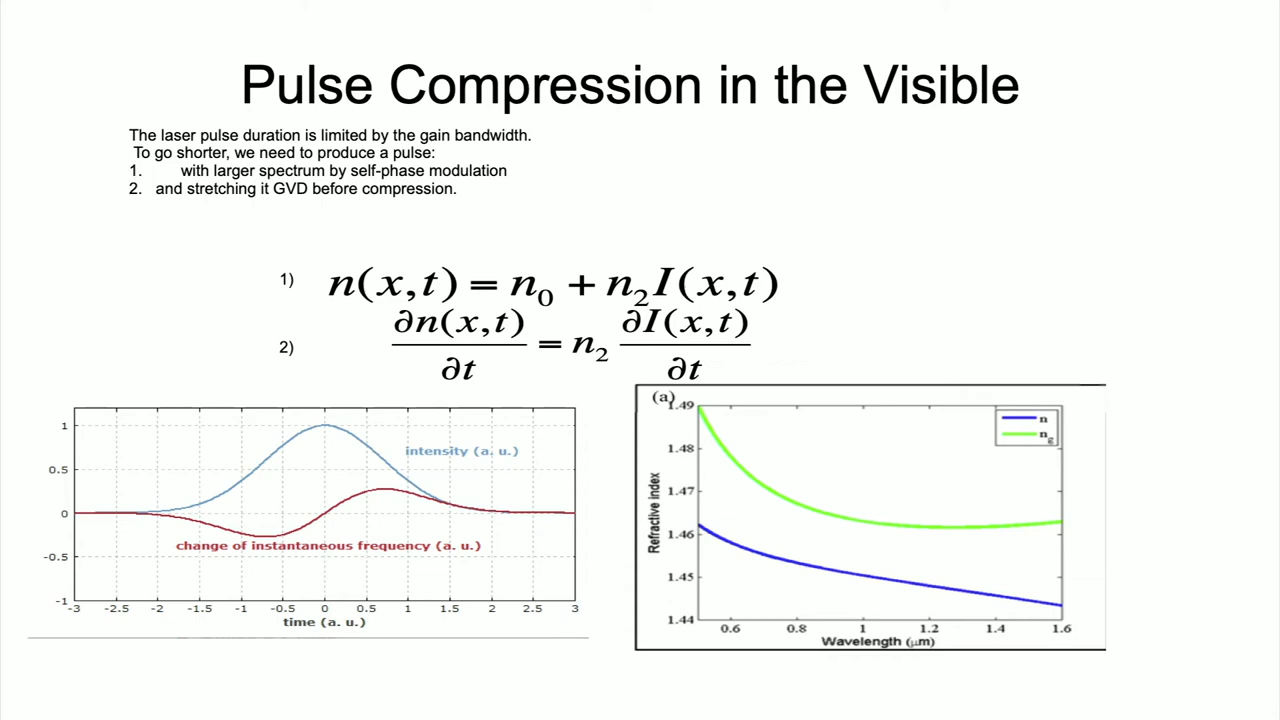 Pulse Compression in the Visible
The laser pulse duration is limited by the gain bandwidth.
To go shorter, we need to produce a pulse:
1. with larger spectrum by self-phase modulation
2. and stretching it GVD before compression.
1) n(x,t) = n₀ + n₂I(x,t)
2) ∂n(x,t)/∂t = n₂ ∂I(x,t)/∂t
1
0.5
0
-0.5
-1
intensity (a. u.)
change of instantaneous frequency (a. u.)
-3 -2.5 -2 -1.5 -1 -0.5 0 0.5 1 1.5 2 2.5 3
time (a. u.)
(a)
n
n_g
1.49
1.48
1.47
1.46
1.45
1.44
Refractive index
0.6 0.8 1 1.2 1.4 1.6
Wavelength (μm)